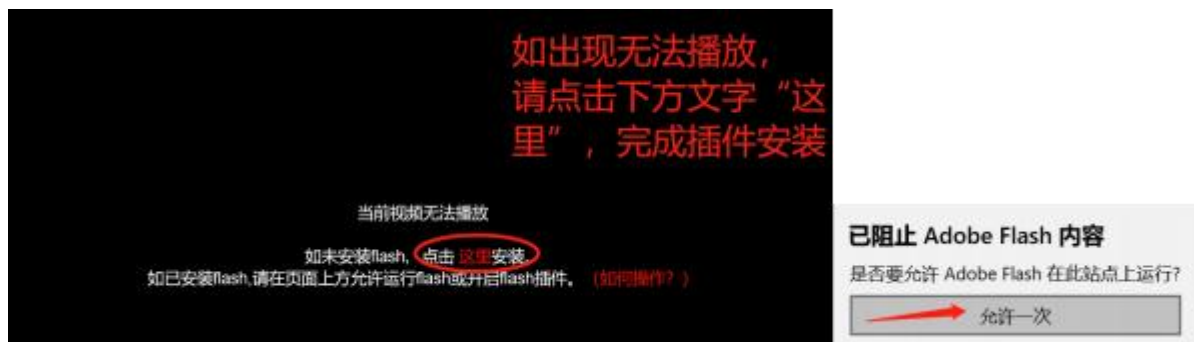 如出现无法播放，
请点击下方文字“这
里”，完成插件安装
当前视频无法播放
如未安装flash, 点击 这里安装。
如已安装flash,请在页面上方允许运行flash或开启flash插件。（如何操作？）
已阻止 Adobe Flash 内容
是否要允许 Adobe Flash 在此站点上运行?
允许一次